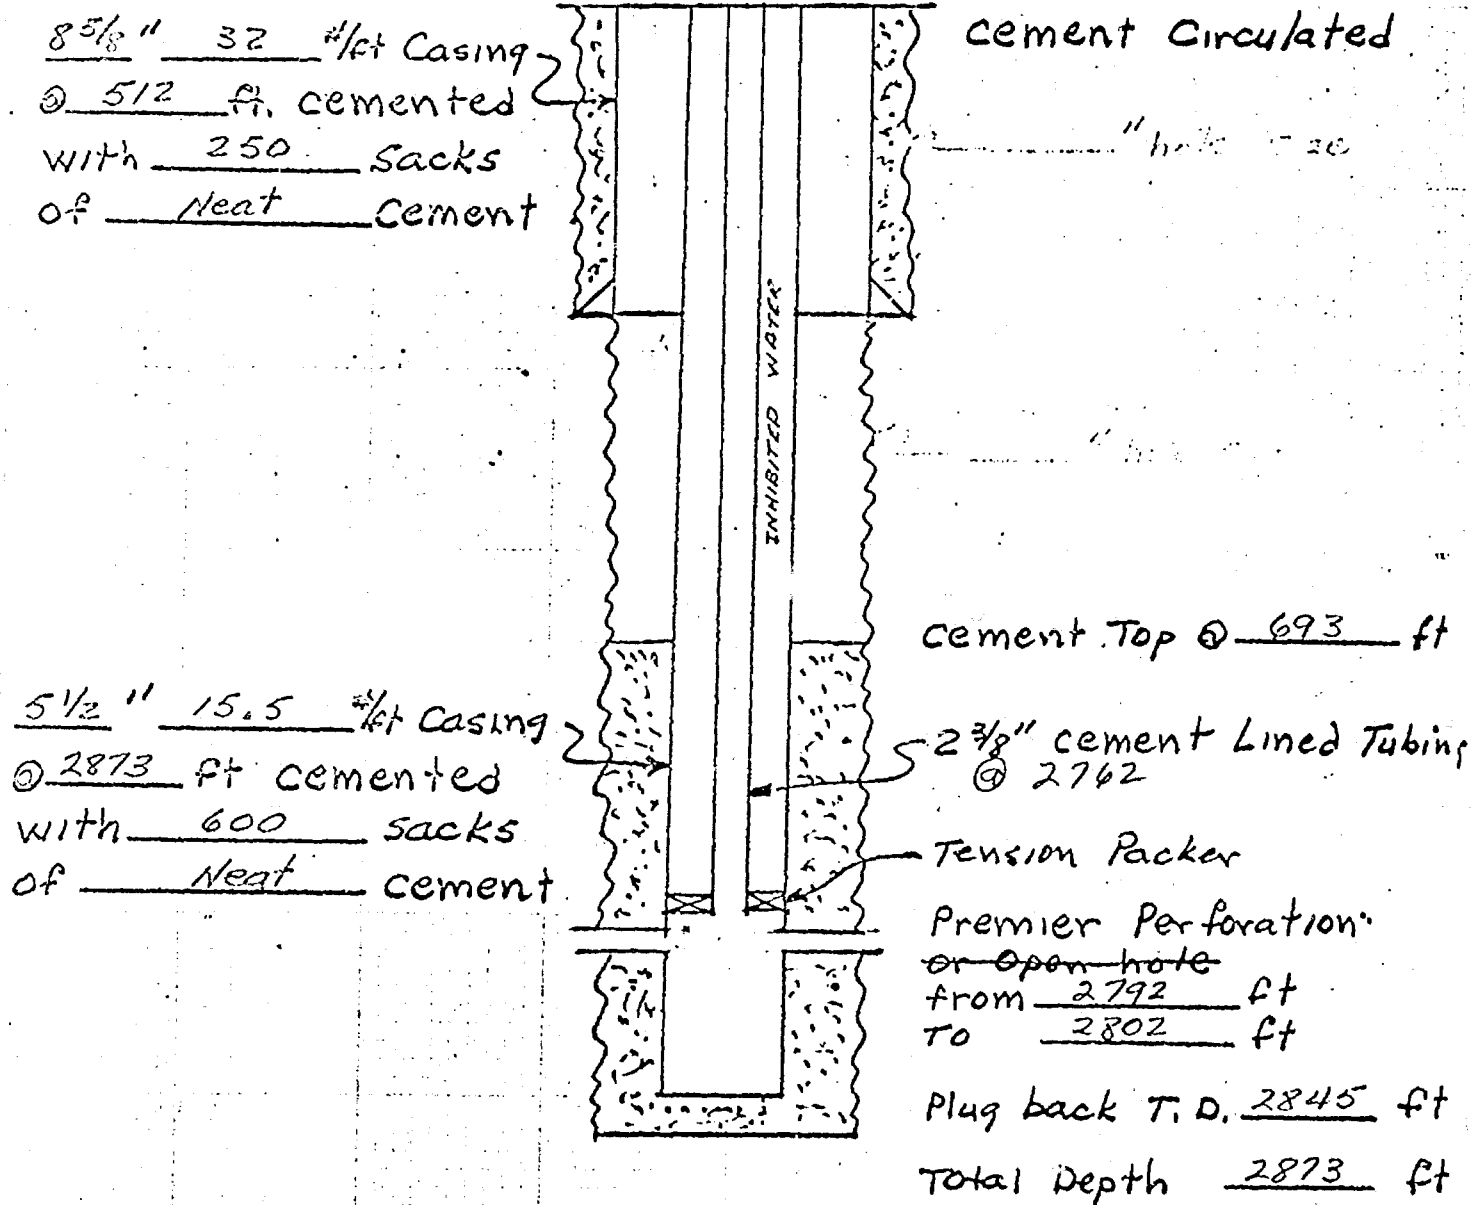 8 5/8 " 32 #/ft Casing
@ 512 ft. cemented
with 250 Sacks
of Neat Cement
cement Circulated
" hole
INHIBITED WATER
Cement Top @ 693 ft
5 1/2 " 15.5 #/ft Casing
@ 2873 ft cemented
with 600 sacks
of Neat cement
2 3/8" cement Lined Tubing
@ 2762
Tension Packer
Premier Perforation
or Open hole
from 2792 ft
To 2802 ft
Plug back T.D. 2845 ft
Total Depth 2873 ft